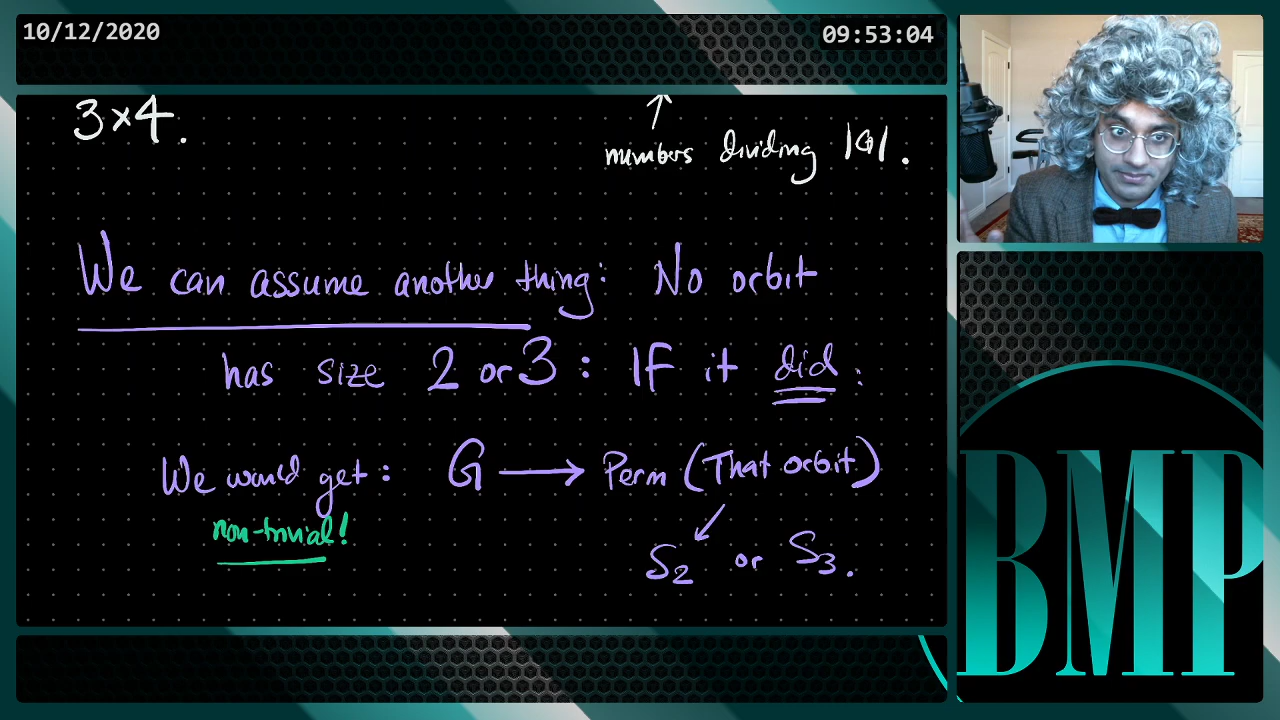 10/12/2020
09:53:04
3×4.
↑
numbers dividing |G|.
We can assume another thing: No orbit
has size 2 or 3 : IF it did :
We would get : G → Perm (That orbit)
non-trivial!
S₂ or S₃.
BMP